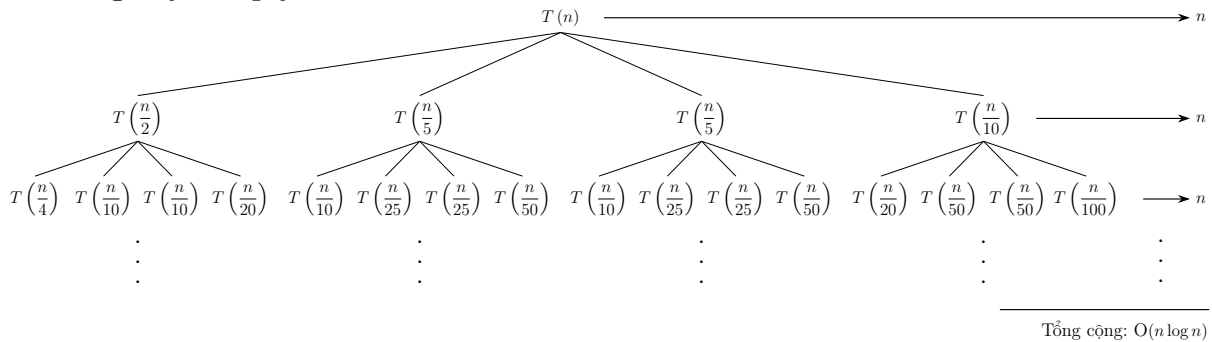 T (n) n
T (n/2) T (n/5) T (n/5) T (n/10) n
T (n/4) T (n/10) T (n/10) T (n/20) T (n/10) T (n/25) T (n/25) T (n/50) T (n/10) T (n/25) T (n/25) T (n/50) T (n/20) T (n/50) T (n/50) T (n/100) n
Tổng cộng: O(n log n)